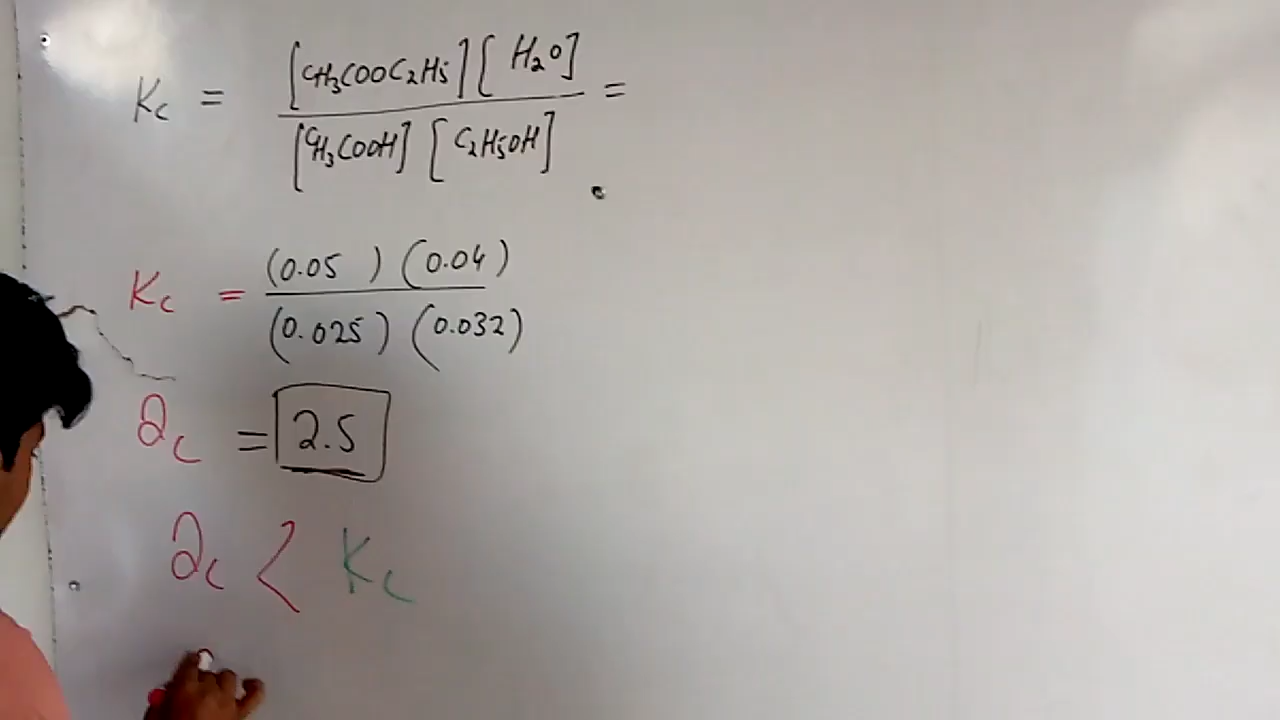 Kc = [CH₃COOC₂H₅][H₂O] / [CH₃COOH][C₂H₅OH] =
Kc = (0.05)(0.04) / (0.025)(0.032)
Qc = 2.5
Qc < Kc